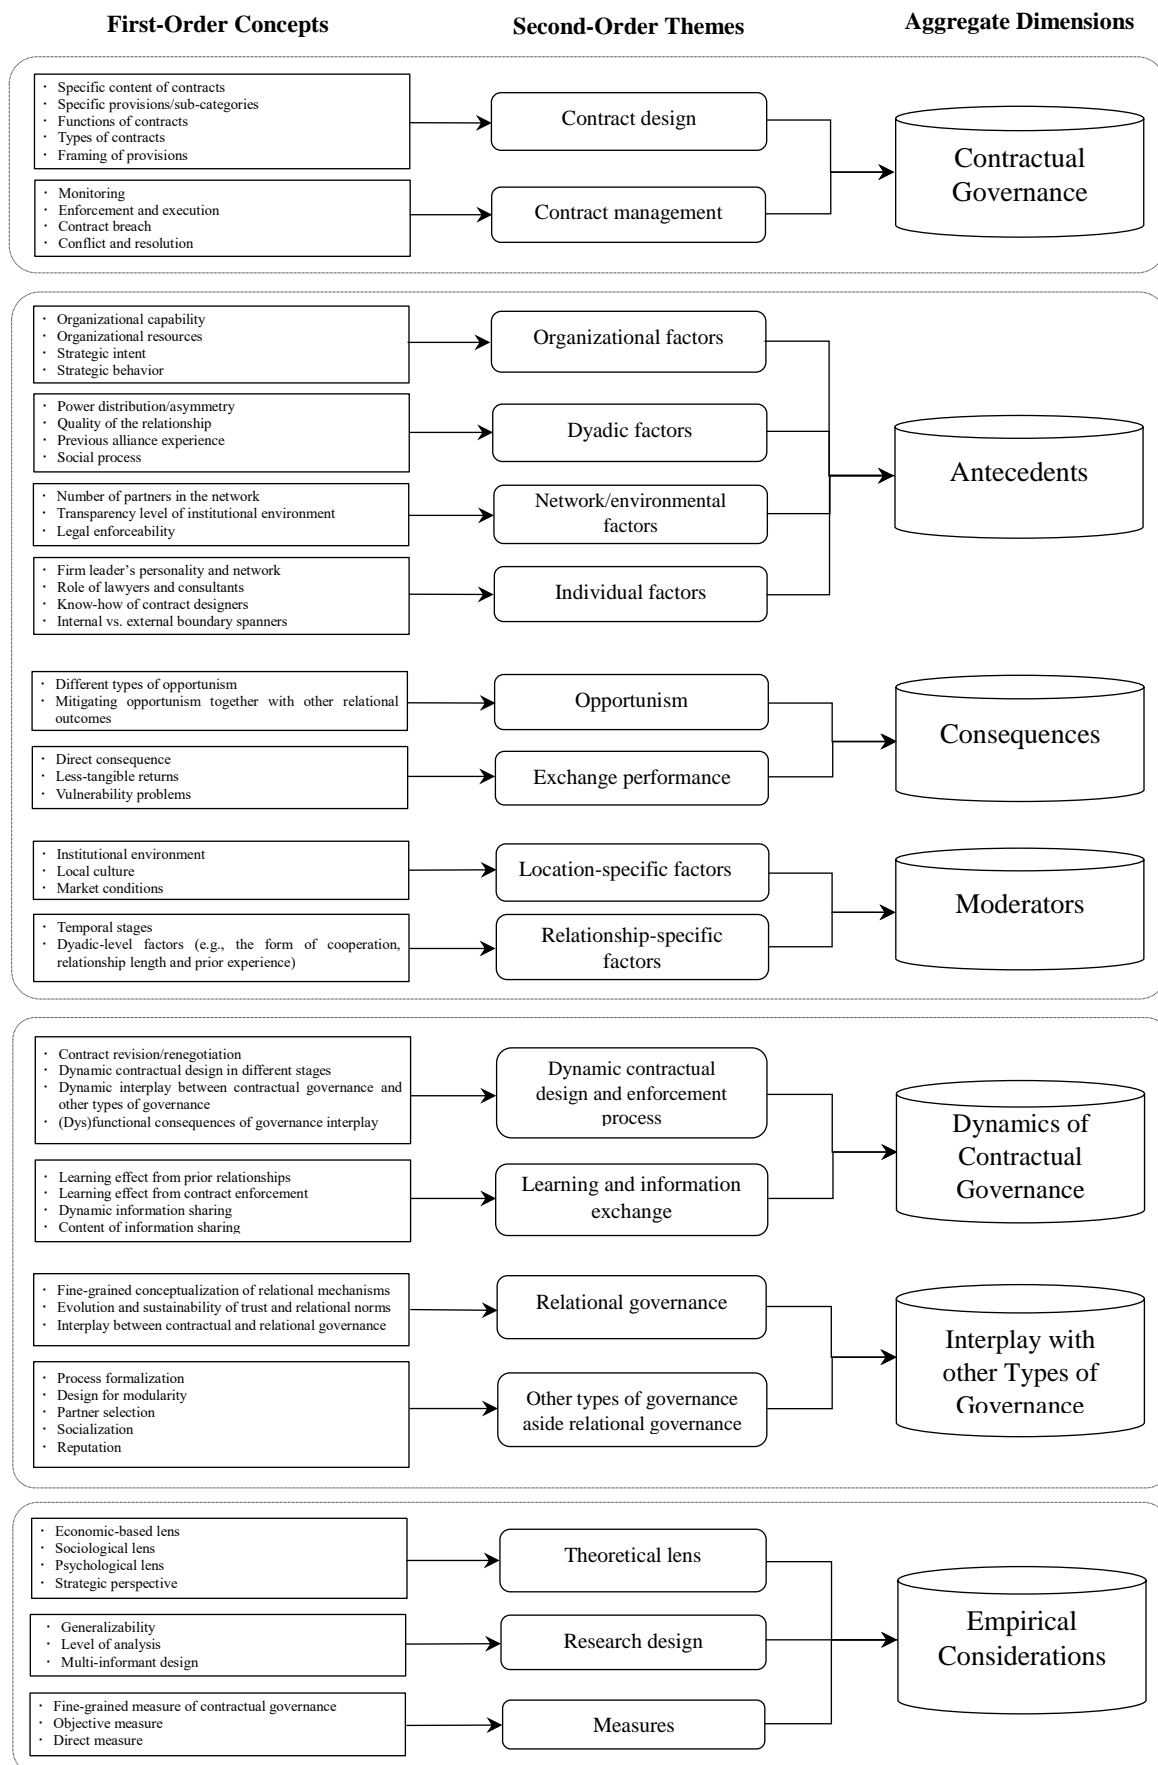 First-Order Concepts
Second-Order Themes
Aggregate Dimensions
· Specific content of contracts
· Specific provisions/sub-categories
· Functions of contracts
· Types of contracts
· Framing of provisions
Contract design
· Monitoring
· Enforcement and execution
· Contract breach
· Conflict and resolution
Contract management
Contractual
Governance
· Organizational capability
· Organizational resources
· Strategic intent
· Strategic behavior
Organizational factors
· Power distribution/asymmetry
· Quality of the relationship
· Previous alliance experience
· Social process
Dyadic factors
· Number of partners in the network
· Transparency level of institutional environment
· Legal enforceability
Network/environmental
factors
· Firm leader's personality and network
· Role of lawyers and consultants
· Know-how of contract designers
· Internal vs. external boundary spanners
Individual factors
Antecedents
· Different types of opportunism
· Mitigating opportunism together with other relational
outcomes
Opportunism
· Direct consequence
· Less-tangible returns
· Vulnerability problems
Exchange performance
Consequences
· Institutional environment
· Local culture
· Market conditions
Location-specific factors
· Temporal stages
· Dyadic-level factors (e.g., the form of cooperation,
relationship length and prior experience)
Relationship-specific
factors
Moderators
· Contract revision/renegotiation
· Dynamic contractual design in different stages
· Dynamic interplay between contractual governance and
other types of governance
· (Dys)functional consequences of governance interplay
Dynamic contractual
design and enforcement
process
· Learning effect from prior relationships
· Learning effect from contract enforcement
· Dynamic information sharing
· Content of information sharing
Learning and information
exchange
Dynamics of
Contractual
Governance
· Fine-grained conceptualization of relational mechanisms
· Evolution and sustainability of trust and relational norms
· Interplay between contractual and relational governance
Relational governance
· Process formalization
· Design for modularity
· Partner selection
· Socialization
· Reputation
Other types of governance
aside relational governance
Interplay with
other Types of
Governance
· Economic-based lens
· Sociological lens
· Psychological lens
· Strategic perspective
Theoretical lens
· Generalizability
· Level of analysis
· Multi-informant design
Research design
· Fine-grained measure of contractual governance
· Objective measure
· Direct measure
Measures
Empirical
Considerations